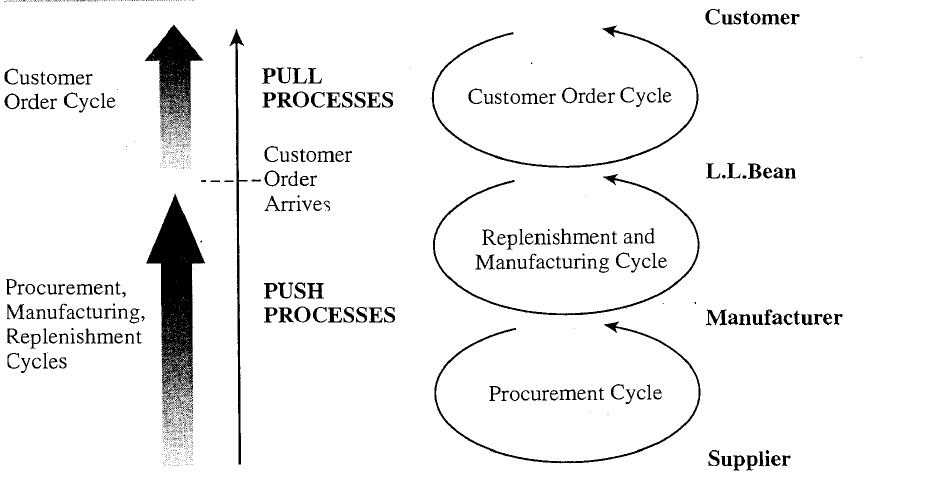 Customer
Order Cycle
PULL
PROCESSES
Customer
Order
Arrives
Procurement,
Manufacturing,
Replenishment
Cycles
PUSH
PROCESSES
Customer
Customer Order Cycle
L.L.Bean
Replenishment and
Manufacturing Cycle
Manufacturer
Procurement Cycle
Supplier